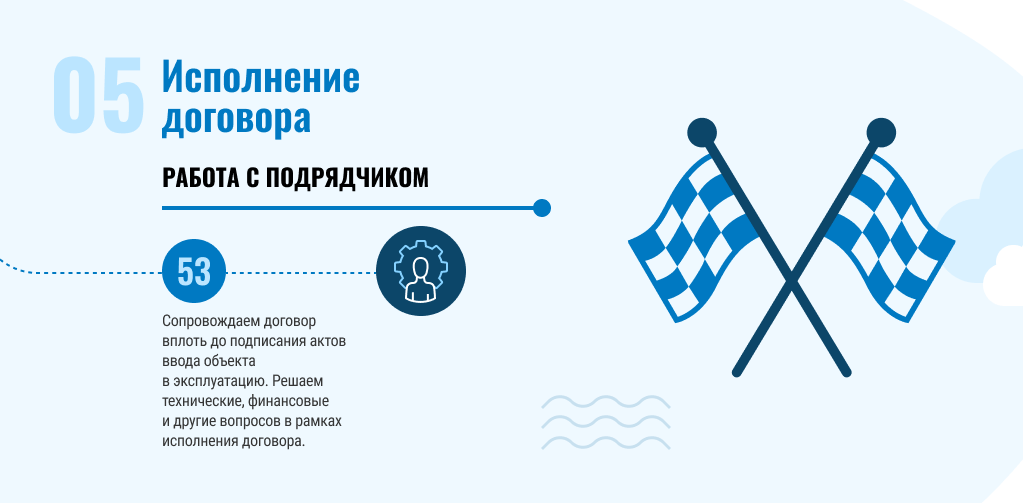 05
Исполнение
договора
РАБОТА С ПОДРЯДЧИКОМ
53
Сопровождаем договор
вплоть до подписания актов
ввода объекта
в эксплуатацию. Решаем
технические, финансовые
и другие вопросов в рамках
исполнения договора.